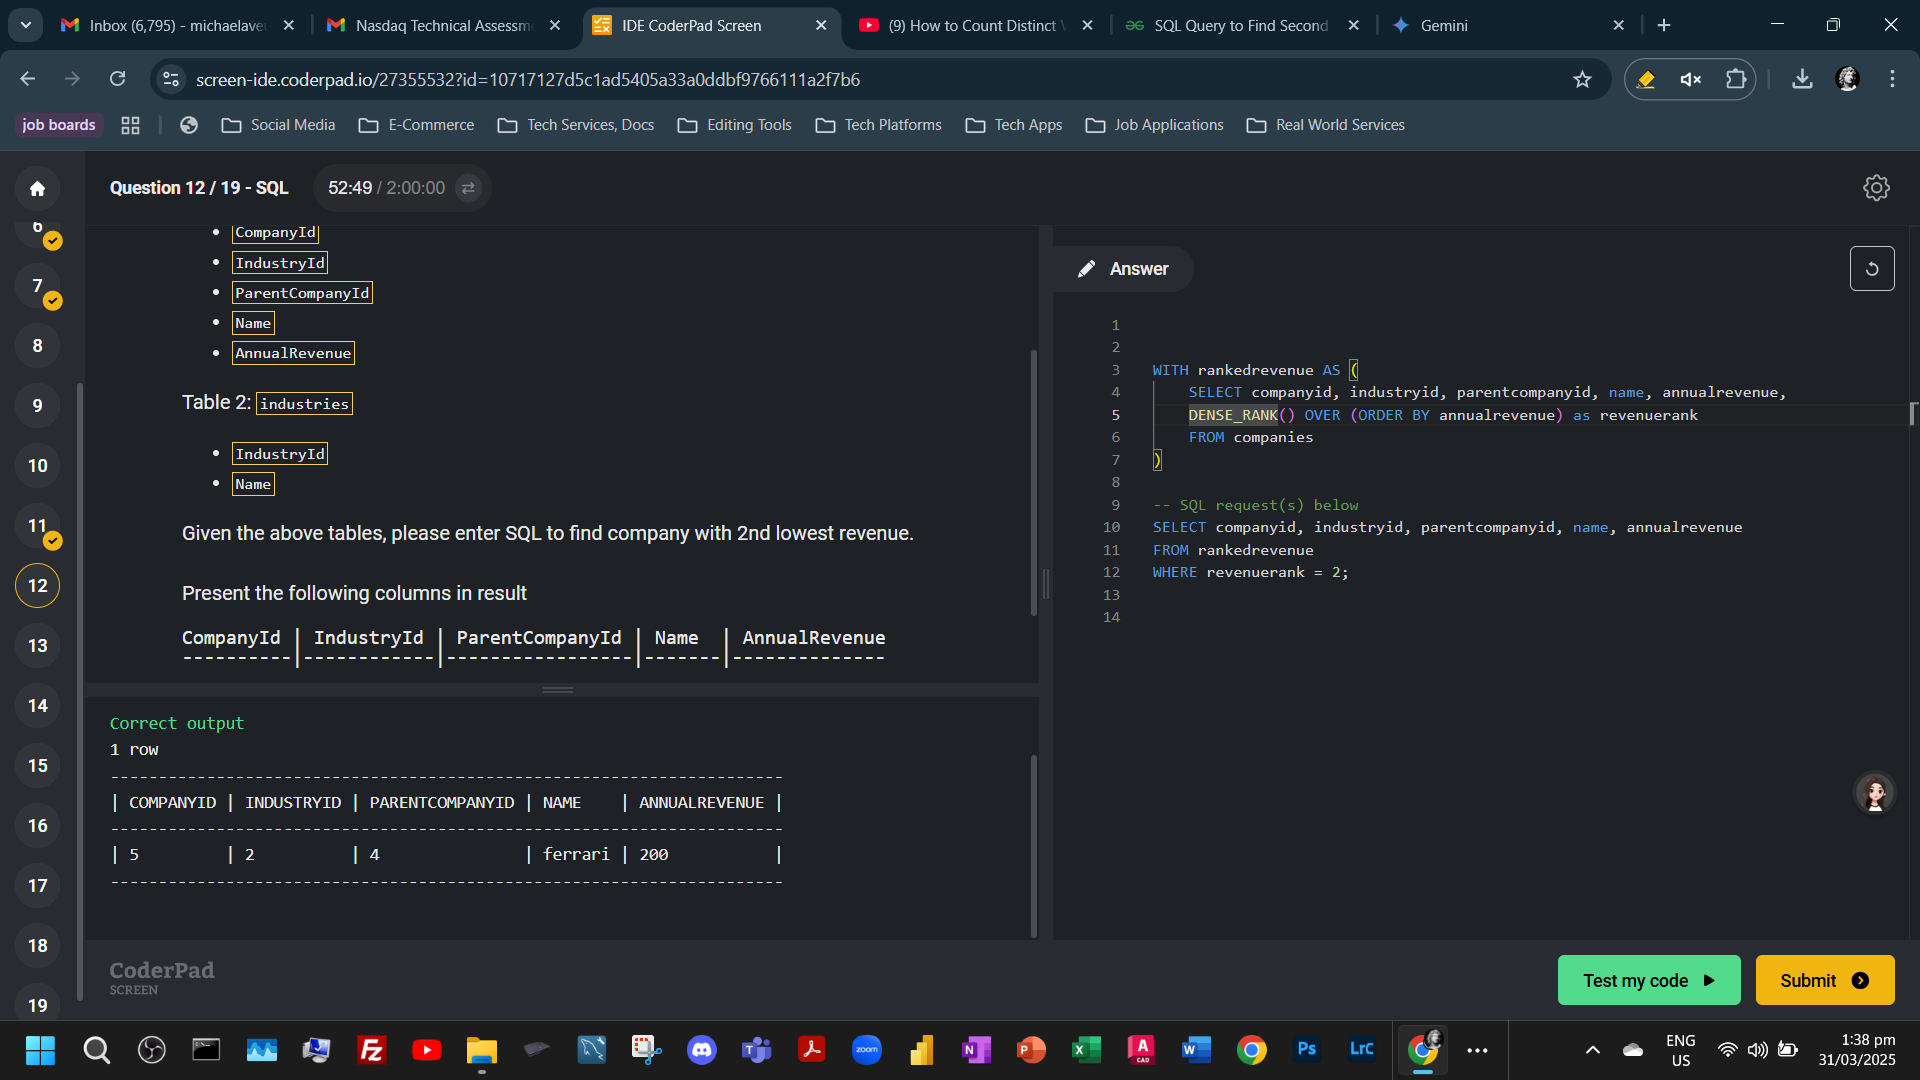 Inbox (6,795) - michaelave
Nasdaq Technical Assessm
IDE CoderPad Screen
(9) How to Count Distinct V
SQL Query to Find Second
Gemini
screen-ide.coderpad.io/27355532?id=10717127d5c1ad5405a33a0ddbf9766111a2f7b6
job boards
Social Media
E-Commerce
Tech Services, Docs
Editing Tools
Tech Platforms
Tech Apps
Job Applications
Real World Services
Question 12 / 19 - SQL
52:49 / 2:00:00
6
7
8
9
10
11
12
13
14
15
16
17
18
19
• CompanyId
• IndustryId
• ParentCompanyId
• Name
• AnnualRevenue
Table 2: industries
• IndustryId
• Name
Given the above tables, please enter SQL to find company with 2nd lowest revenue.
Present the following columns in result
CompanyId | IndustryId | ParentCompanyId | Name | AnnualRevenue
----------|------------|-----------------|-------|--------------
Correct output
1 row
----------------------------------------------------------------------
| COMPANYID | INDUSTRYID | PARENTCOMPANYID | NAME | ANNUALREVENUE |
----------------------------------------------------------------------
| 5 | 2 | 4 | ferrari | 200 |
----------------------------------------------------------------------
Answer
1
2
3 WITH rankedrevenue AS (
4 SELECT companyid, industryid, parentcompanyid, name, annualrevenue,
5 DENSE_RANK() OVER (ORDER BY annualrevenue) as revenuerank
6 FROM companies
7 )
8
9 -- SQL request(s) below
10 SELECT companyid, industryid, parentcompanyid, name, annualrevenue
11 FROM rankedrevenue
12 WHERE revenuerank = 2;
13
14
CoderPad
SCREEN
Test my code
Submit
Fz
zoom
N
P
X
A
CAD
W
Ps
LrC
ENG
US
1:38 pm
31/03/2025